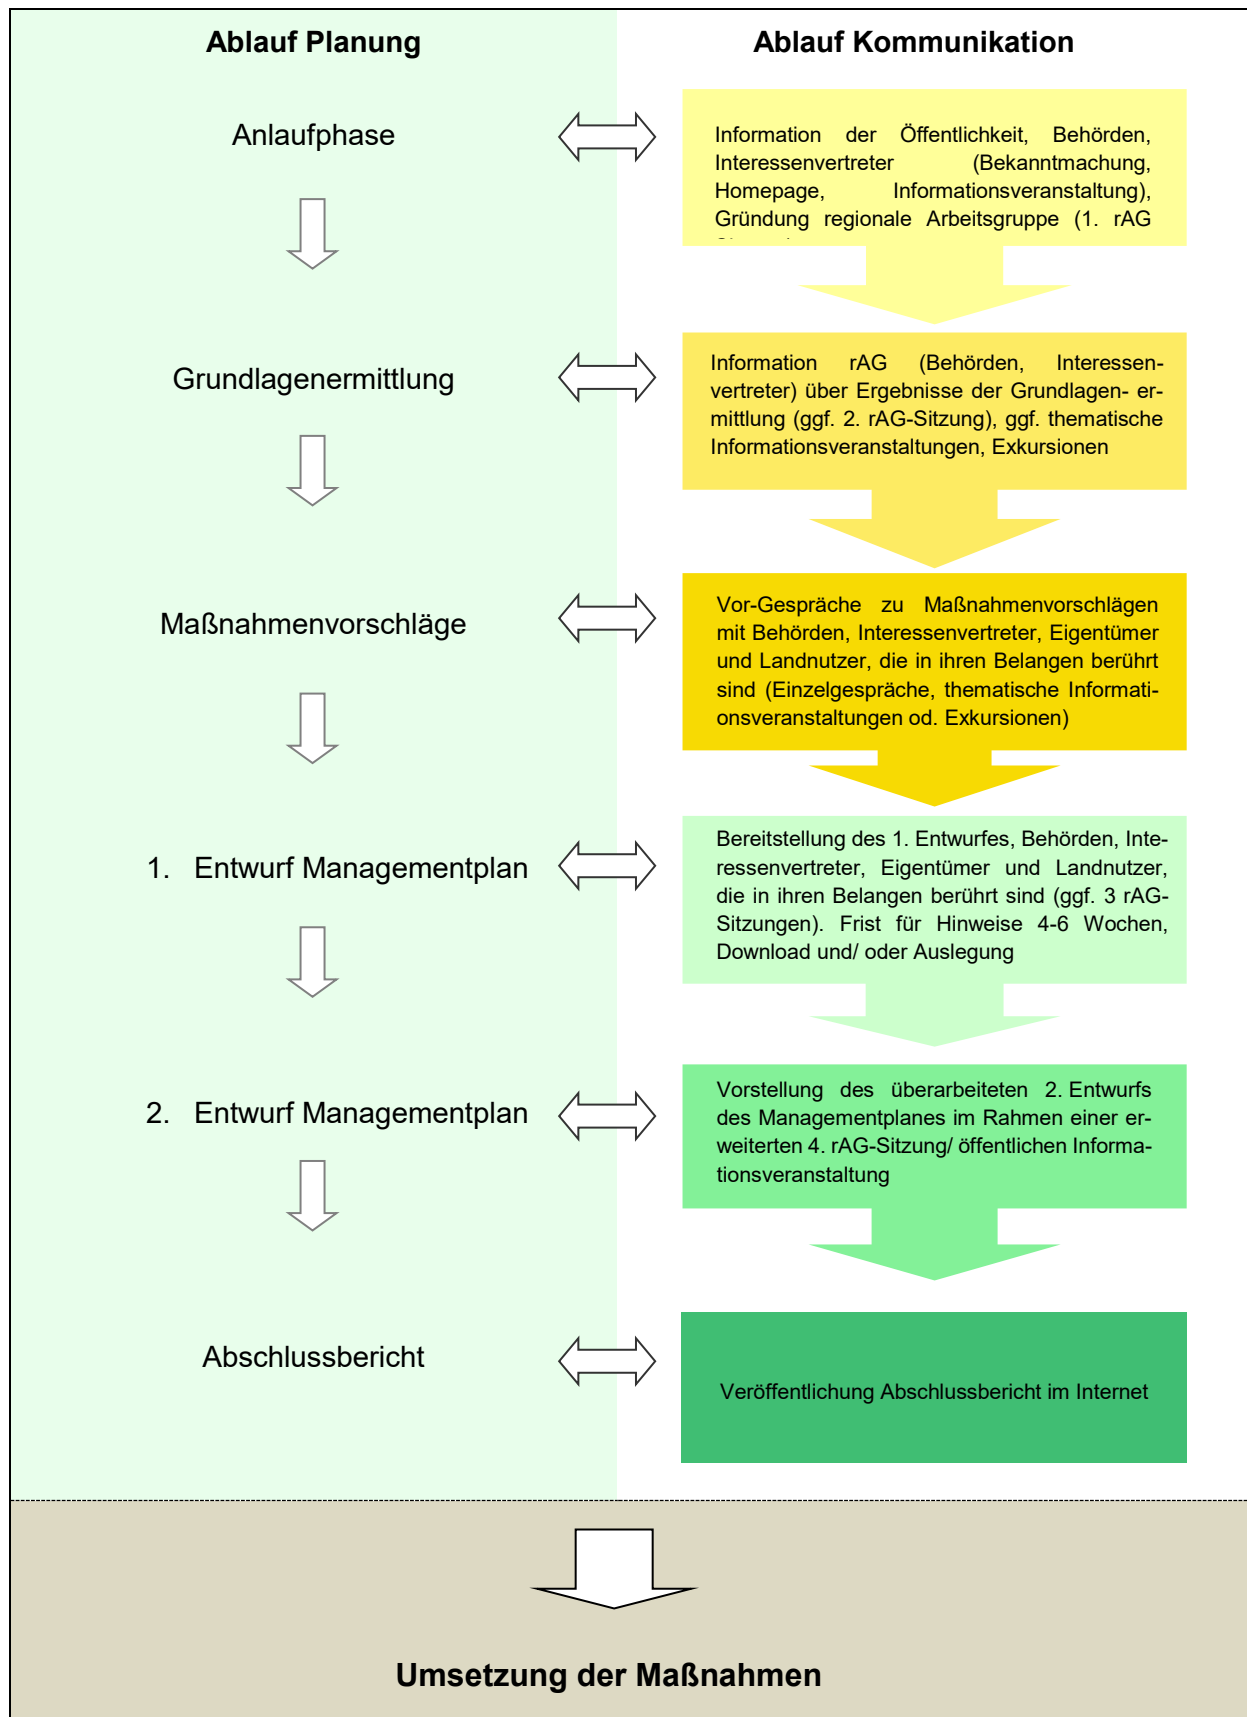 Ablauf Planung
Ablauf Kommunikation
Anlaufphase
Information der Öffentlichkeit, Behörden,
Interessenvertreter (Bekanntmachung,
Homepage, Informationsveranstaltung),
Gründung regionale Arbeitsgruppe (1. rAG
Grundlagenermittlung
Information rAG (Behörden, Interessen-
vertreter) über Ergebnisse der Grundlagen- er-
mittlung (ggf. 2. rAG-Sitzung), ggf. thematische
Informationsveranstaltungen, Exkursionen
Maßnahmenvorschläge
Vor-Gespräche zu Maßnahmenvorschlägen
mit Behörden, Interessenvertreter, Eigentümer
und Landnutzer, die in ihren Belangen berührt
sind (Einzelgespräche, thematische Informati-
onsveranstaltungen od. Exkursionen)
1. Entwurf Managementplan
Bereitstellung des 1. Entwurfes, Behörden, Inte-
ressenvertreter, Eigentümer und Landnutzer,
die in ihren Belangen berührt sind (ggf. 3 rAG-
Sitzungen). Frist für Hinweise 4-6 Wochen,
Download und/ oder Auslegung
2. Entwurf Managementplan
Vorstellung des überarbeiteten 2. Entwurfs
des Managementplanes im Rahmen einer er-
weiterten 4. rAG-Sitzung/ öffentlichen Informa-
tionsveranstaltung
Abschlussbericht
Veröffentlichung Abschlussbericht im Internet
Umsetzung der Maßnahmen